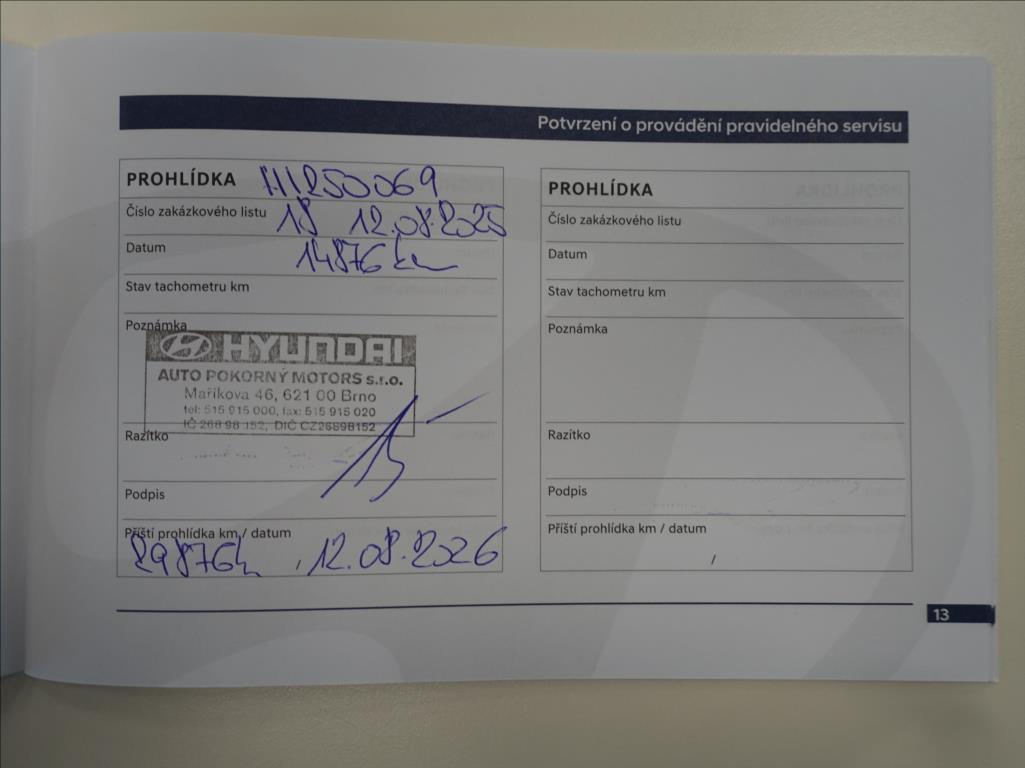 Potvrzení o provádění pravidelného servisu
PROHLÍDKA
Číslo zakázkového listu 18 12.08.2025
Datum 14876 km
Stav tachometru km
Poznámka
HYUNDAI
AUTO POKORNÝ MOTORS s.r.o.
Maříkova 46, 621 00 Brno
tel: 515 915 000, fax: 515 915 020
IČ 268 98 152, DIČ CZ26898152
Razítko
Podpis
Příští prohlídka km / datum
29876 km / 12.08.2026
PROHLÍDKA
Číslo zakázkového listu
Datum
Stav tachometru km
Poznámka
Razítko
Podpis
Příští prohlídka km / datum
/
13